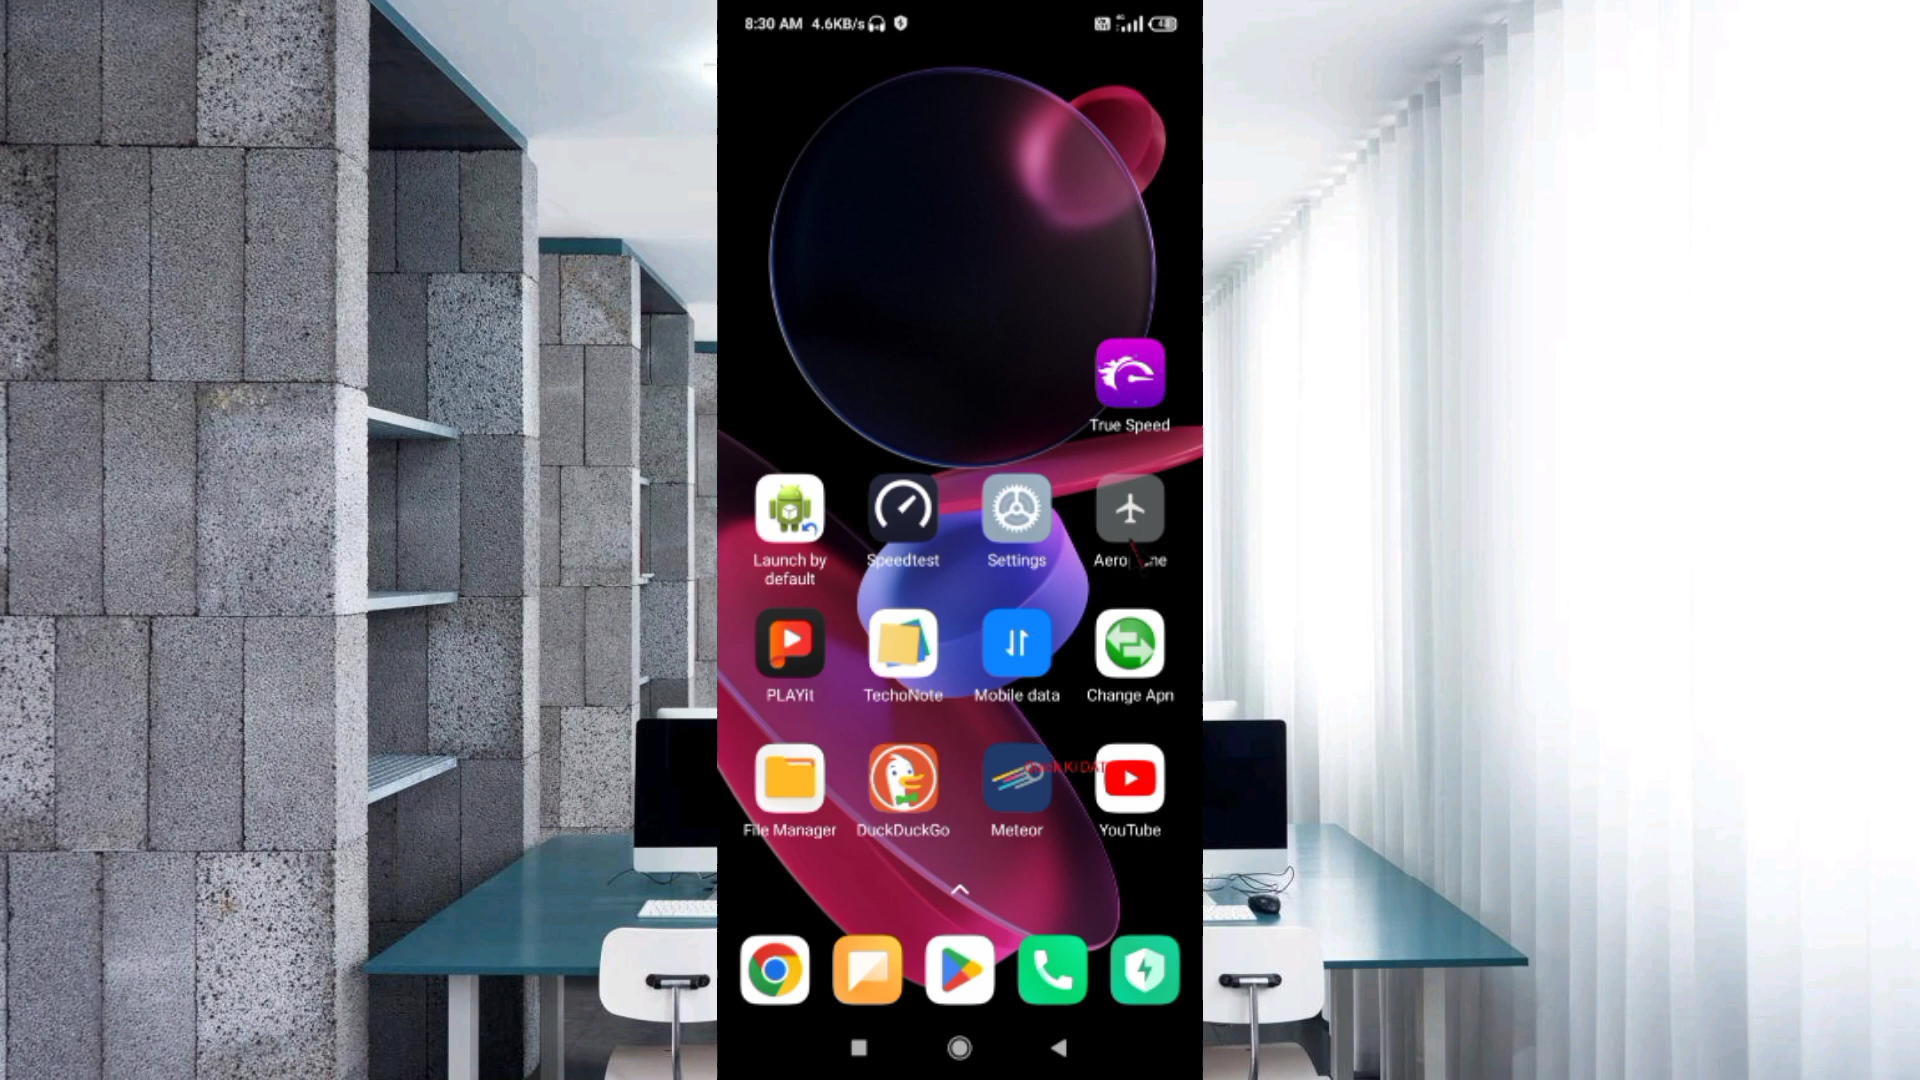 8:30 AM 4.6KB/s
True Speed
Launch by default
Speedtest
Settings
PLAYit
TechoNote
Mobile data
Change Apn
File Manager
DuckDuckGo
Meteor
YouTube